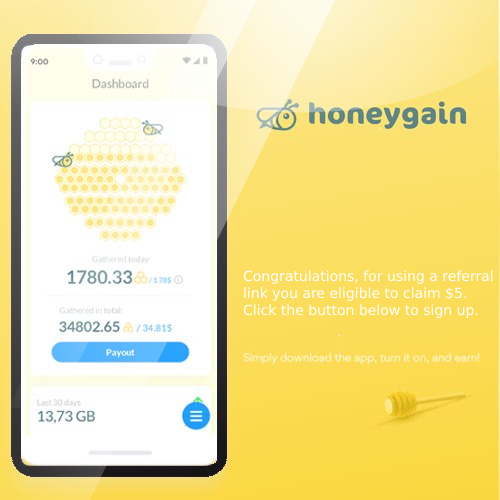 9:00
Dashboard
Gathered today
1780.33 / 1.78$
Gathered in total:
34802.65 / 34.81$
Payout
Last 30 days
13,73 GB
honeygain
Congratulations, for using a referral
link you are eligible to claim $5.
Click the button below to sign up.
Simply download the app, turn it on, and earn!